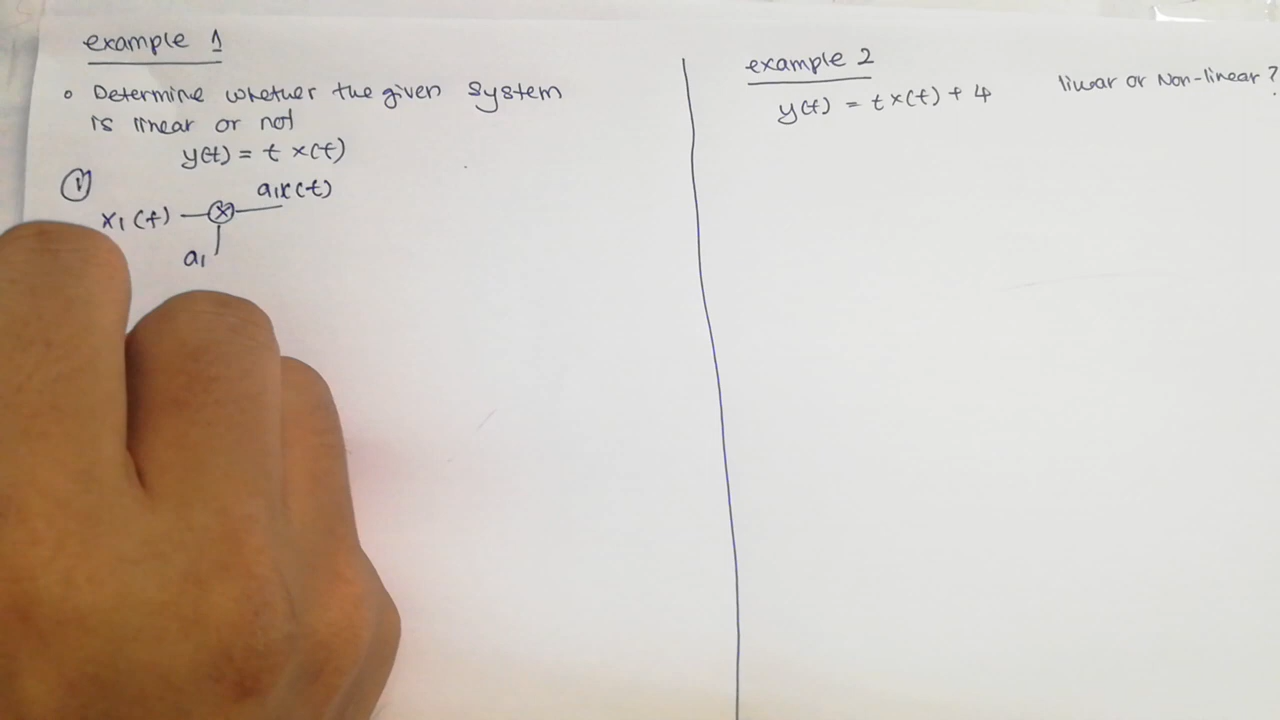 example 1
• Determine whether the given system
is linear or not
y(t) = t x(t)
①
a1x(t)
x1(t)
⊗
a1
example 2
y(t) = t x(t) + 4
linear or Non-linear?